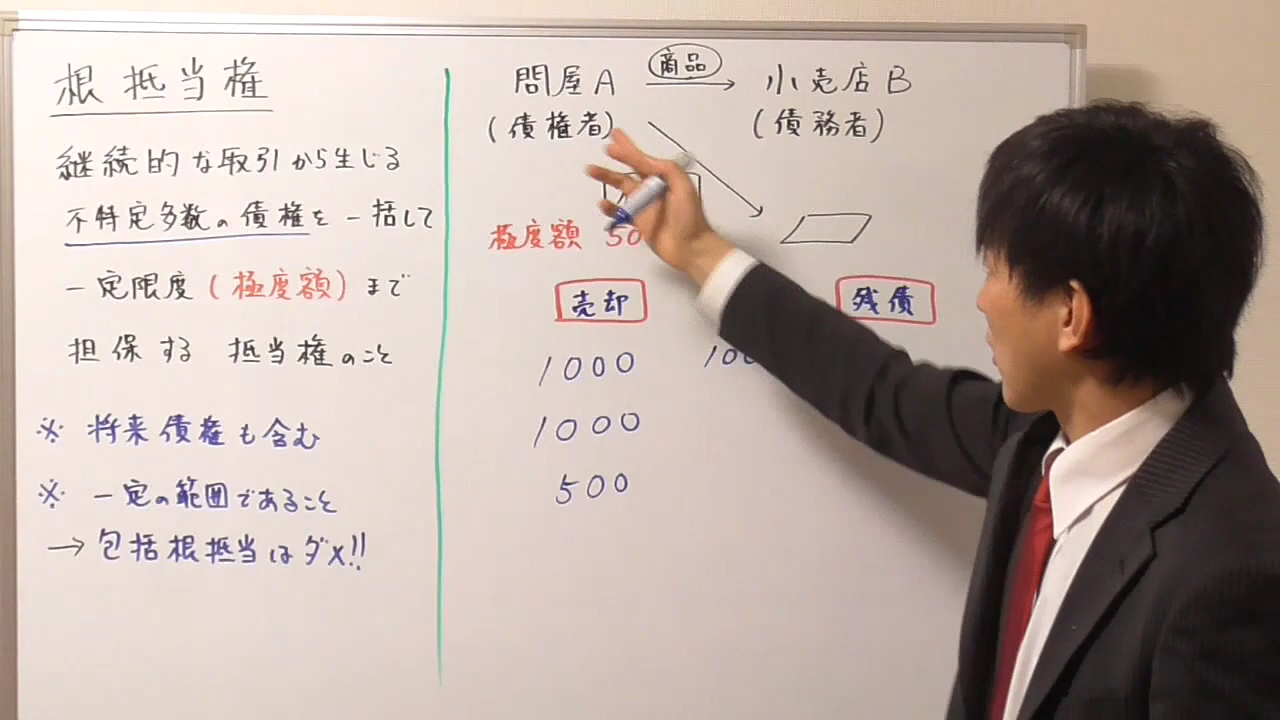 根抵当権
継続的な取引から生じる
不特定多数の債権を一括して
一定限度(極度額)まで
担保する 抵当権のこと
※ 将来債権も含む
※ 一定の範囲であること
→ 包括根抵当はダメ!!
問屋A 商品 → 小売店B
(債権者) (債務者)
極度額 50
売却 残債
1000 100
1000
500